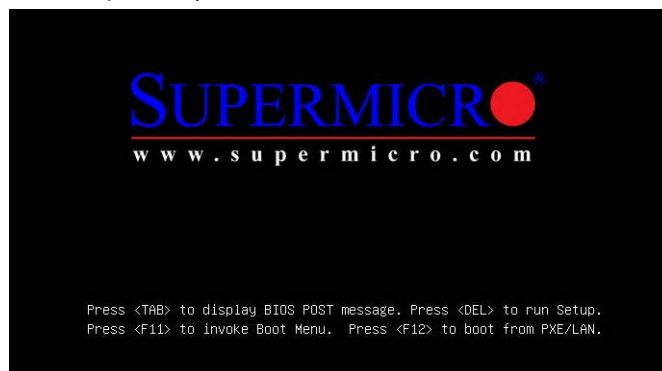 SUPERMICRO®
www.supermicro.com
Press <TAB> to display BIOS POST message. Press <DEL> to run Setup.
Press <F11> to invoke Boot Menu. Press <F12> to boot from PXE/LAN.